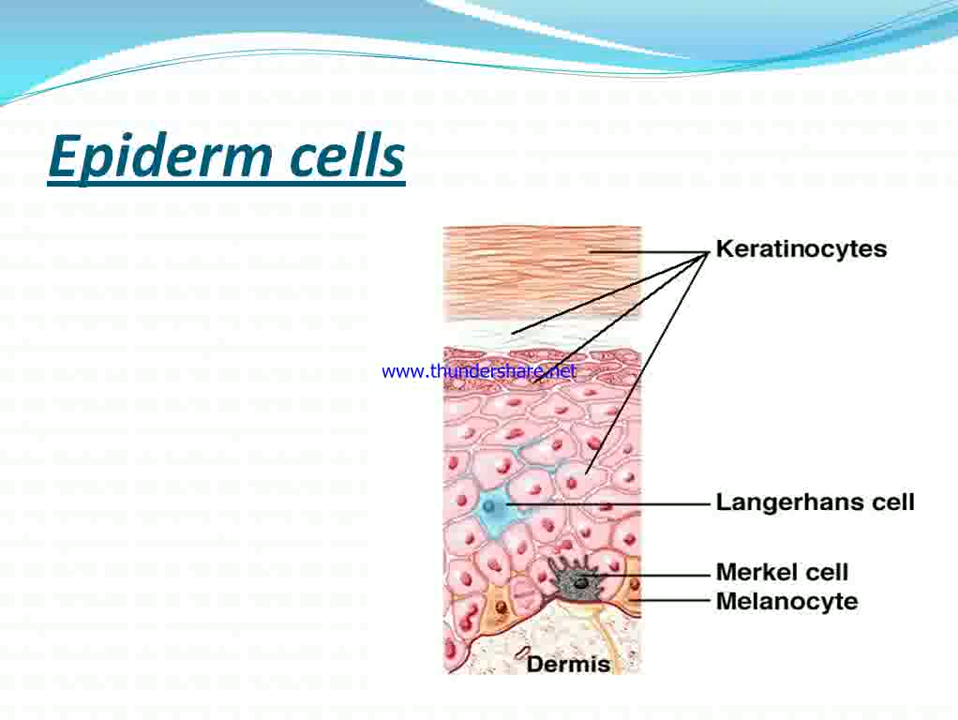 Epiderm cells
Keratinocytes
www.thundershare.net
Langerhans cell
Merkel cell
Melanocyte
Dermis